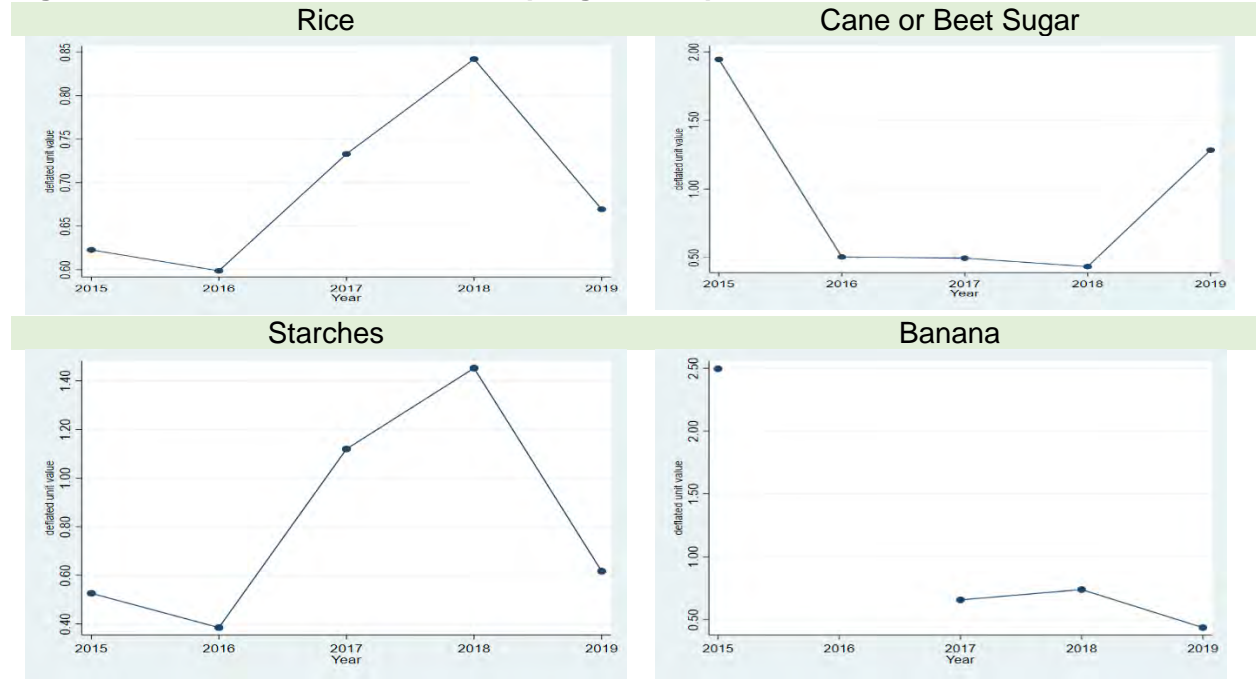 Rice
Cane or Beet Sugar
deflated unit value
0.85
0.80
0.75
0.70
0.65
0.60
2015 2016 2017 2018 2019
Year
deflated unit value
2.00
1.50
1.00
0.50
2015 2016 2017 2018 2019
Year
Starches
Banana
deflated unit value
1.40
1.20
1.00
0.80
0.60
0.40
2015 2016 2017 2018 2019
Year
deflated unit value
2.50
2.00
1.50
1.00
0.50
2015 2016 2017 2018 2019
Year